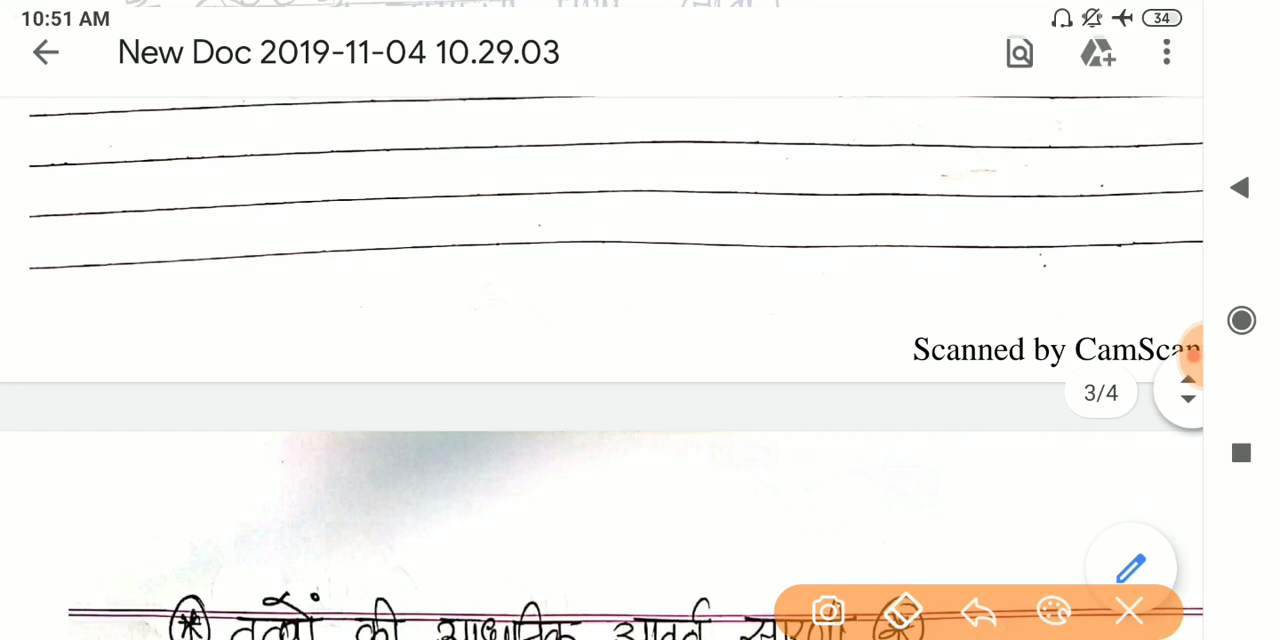 10:51 AM
34
New Doc 2019-11-04 10.29.03
Scanned by CamScan
3/4
तत्वों की आधुनिक आवर्त सारणी